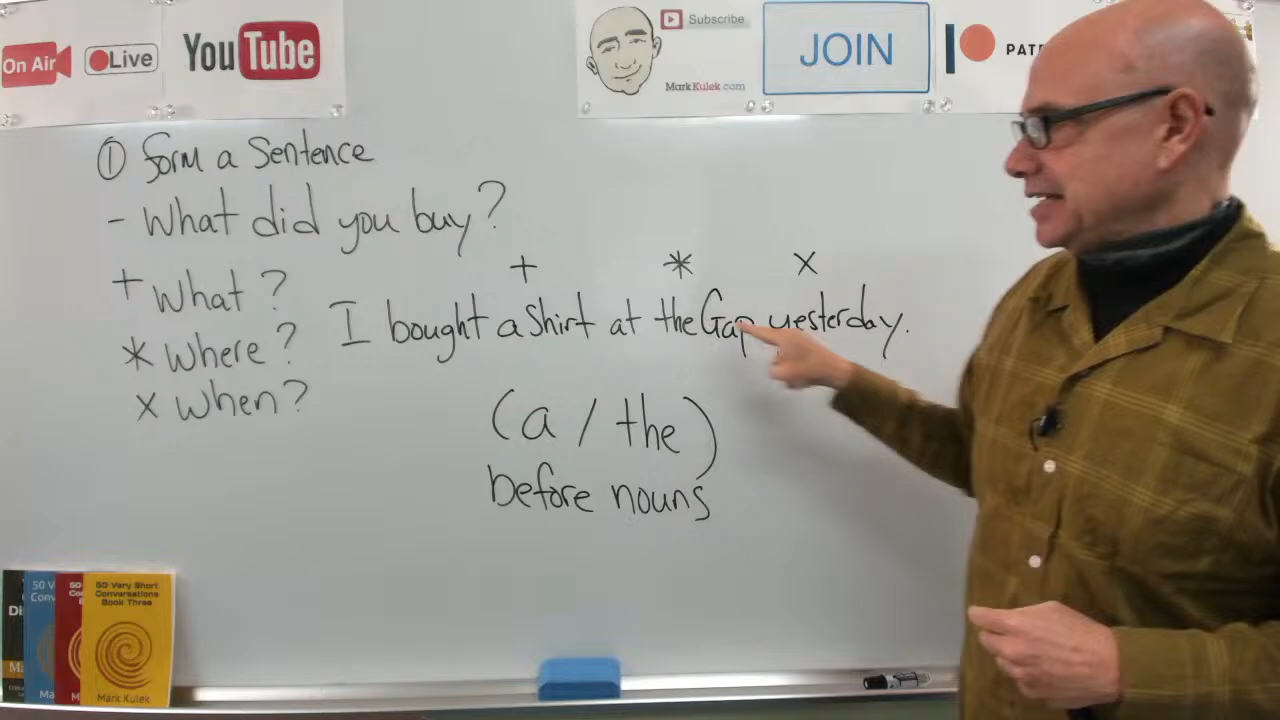 On Air
Live
YouTube
Subscribe
MarkKulek.com
JOIN
PAT
① Form a Sentence
- What did you buy?
+ What?
* Where?
x When?
+ * x
I bought a shirt at the Gap yesterday.
(a / the)
before nouns
50 Very Short
Conversations
Book Three
Mark Kulek